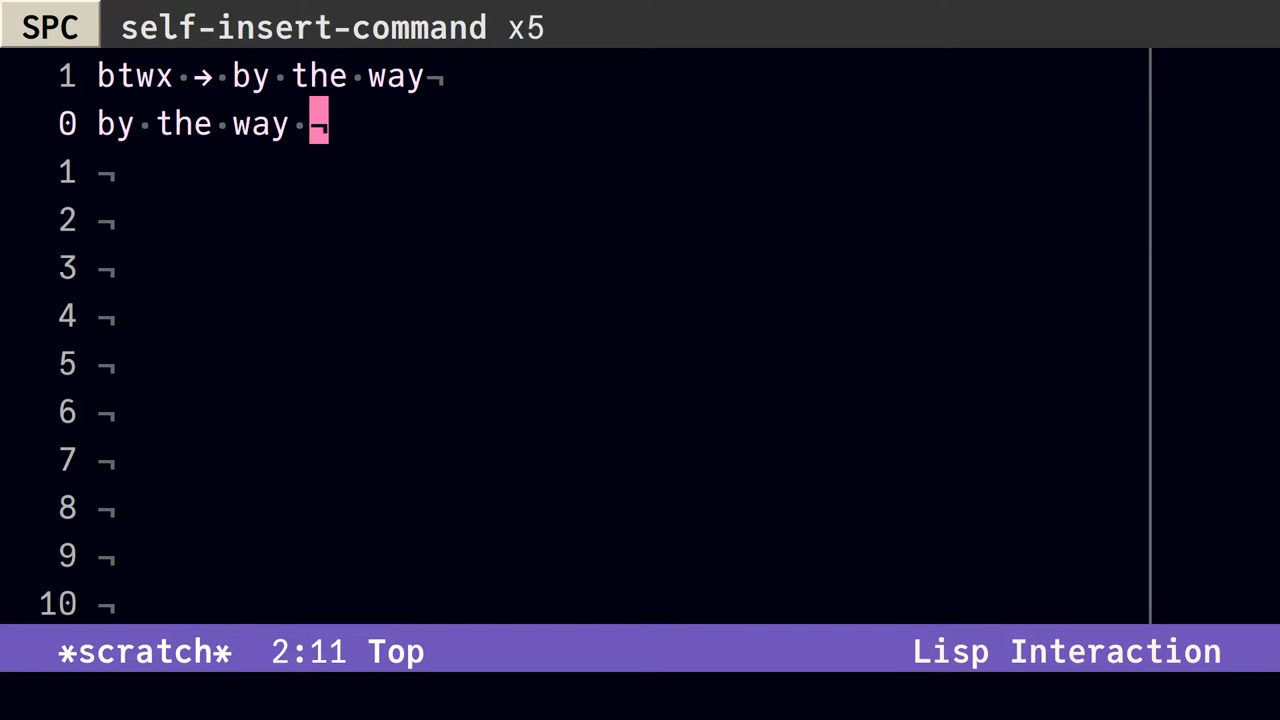 SPC self-insert-command x5
1 btwx·→·by·the·way¬
0 by·the·way·¬
1 ¬
2 ¬
3 ¬
4 ¬
5 ¬
6 ¬
7 ¬
8 ¬
9 ¬
10 ¬
*scratch* 2:11 Top Lisp Interaction